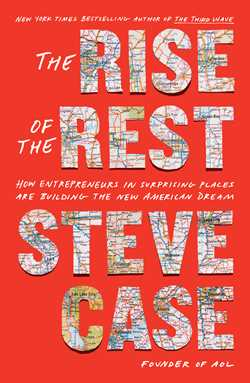 NEW YORK TIMES BESTSELLING AUTHOR OF THE THIRD WAVE
THE RISE
OF THE REST
HOW ENTREPRENEURS IN SURPRISING PLACES
ARE BUILDING THE NEW AMERICAN DREAM
STEVE
CASE
FOUNDER OF AOL